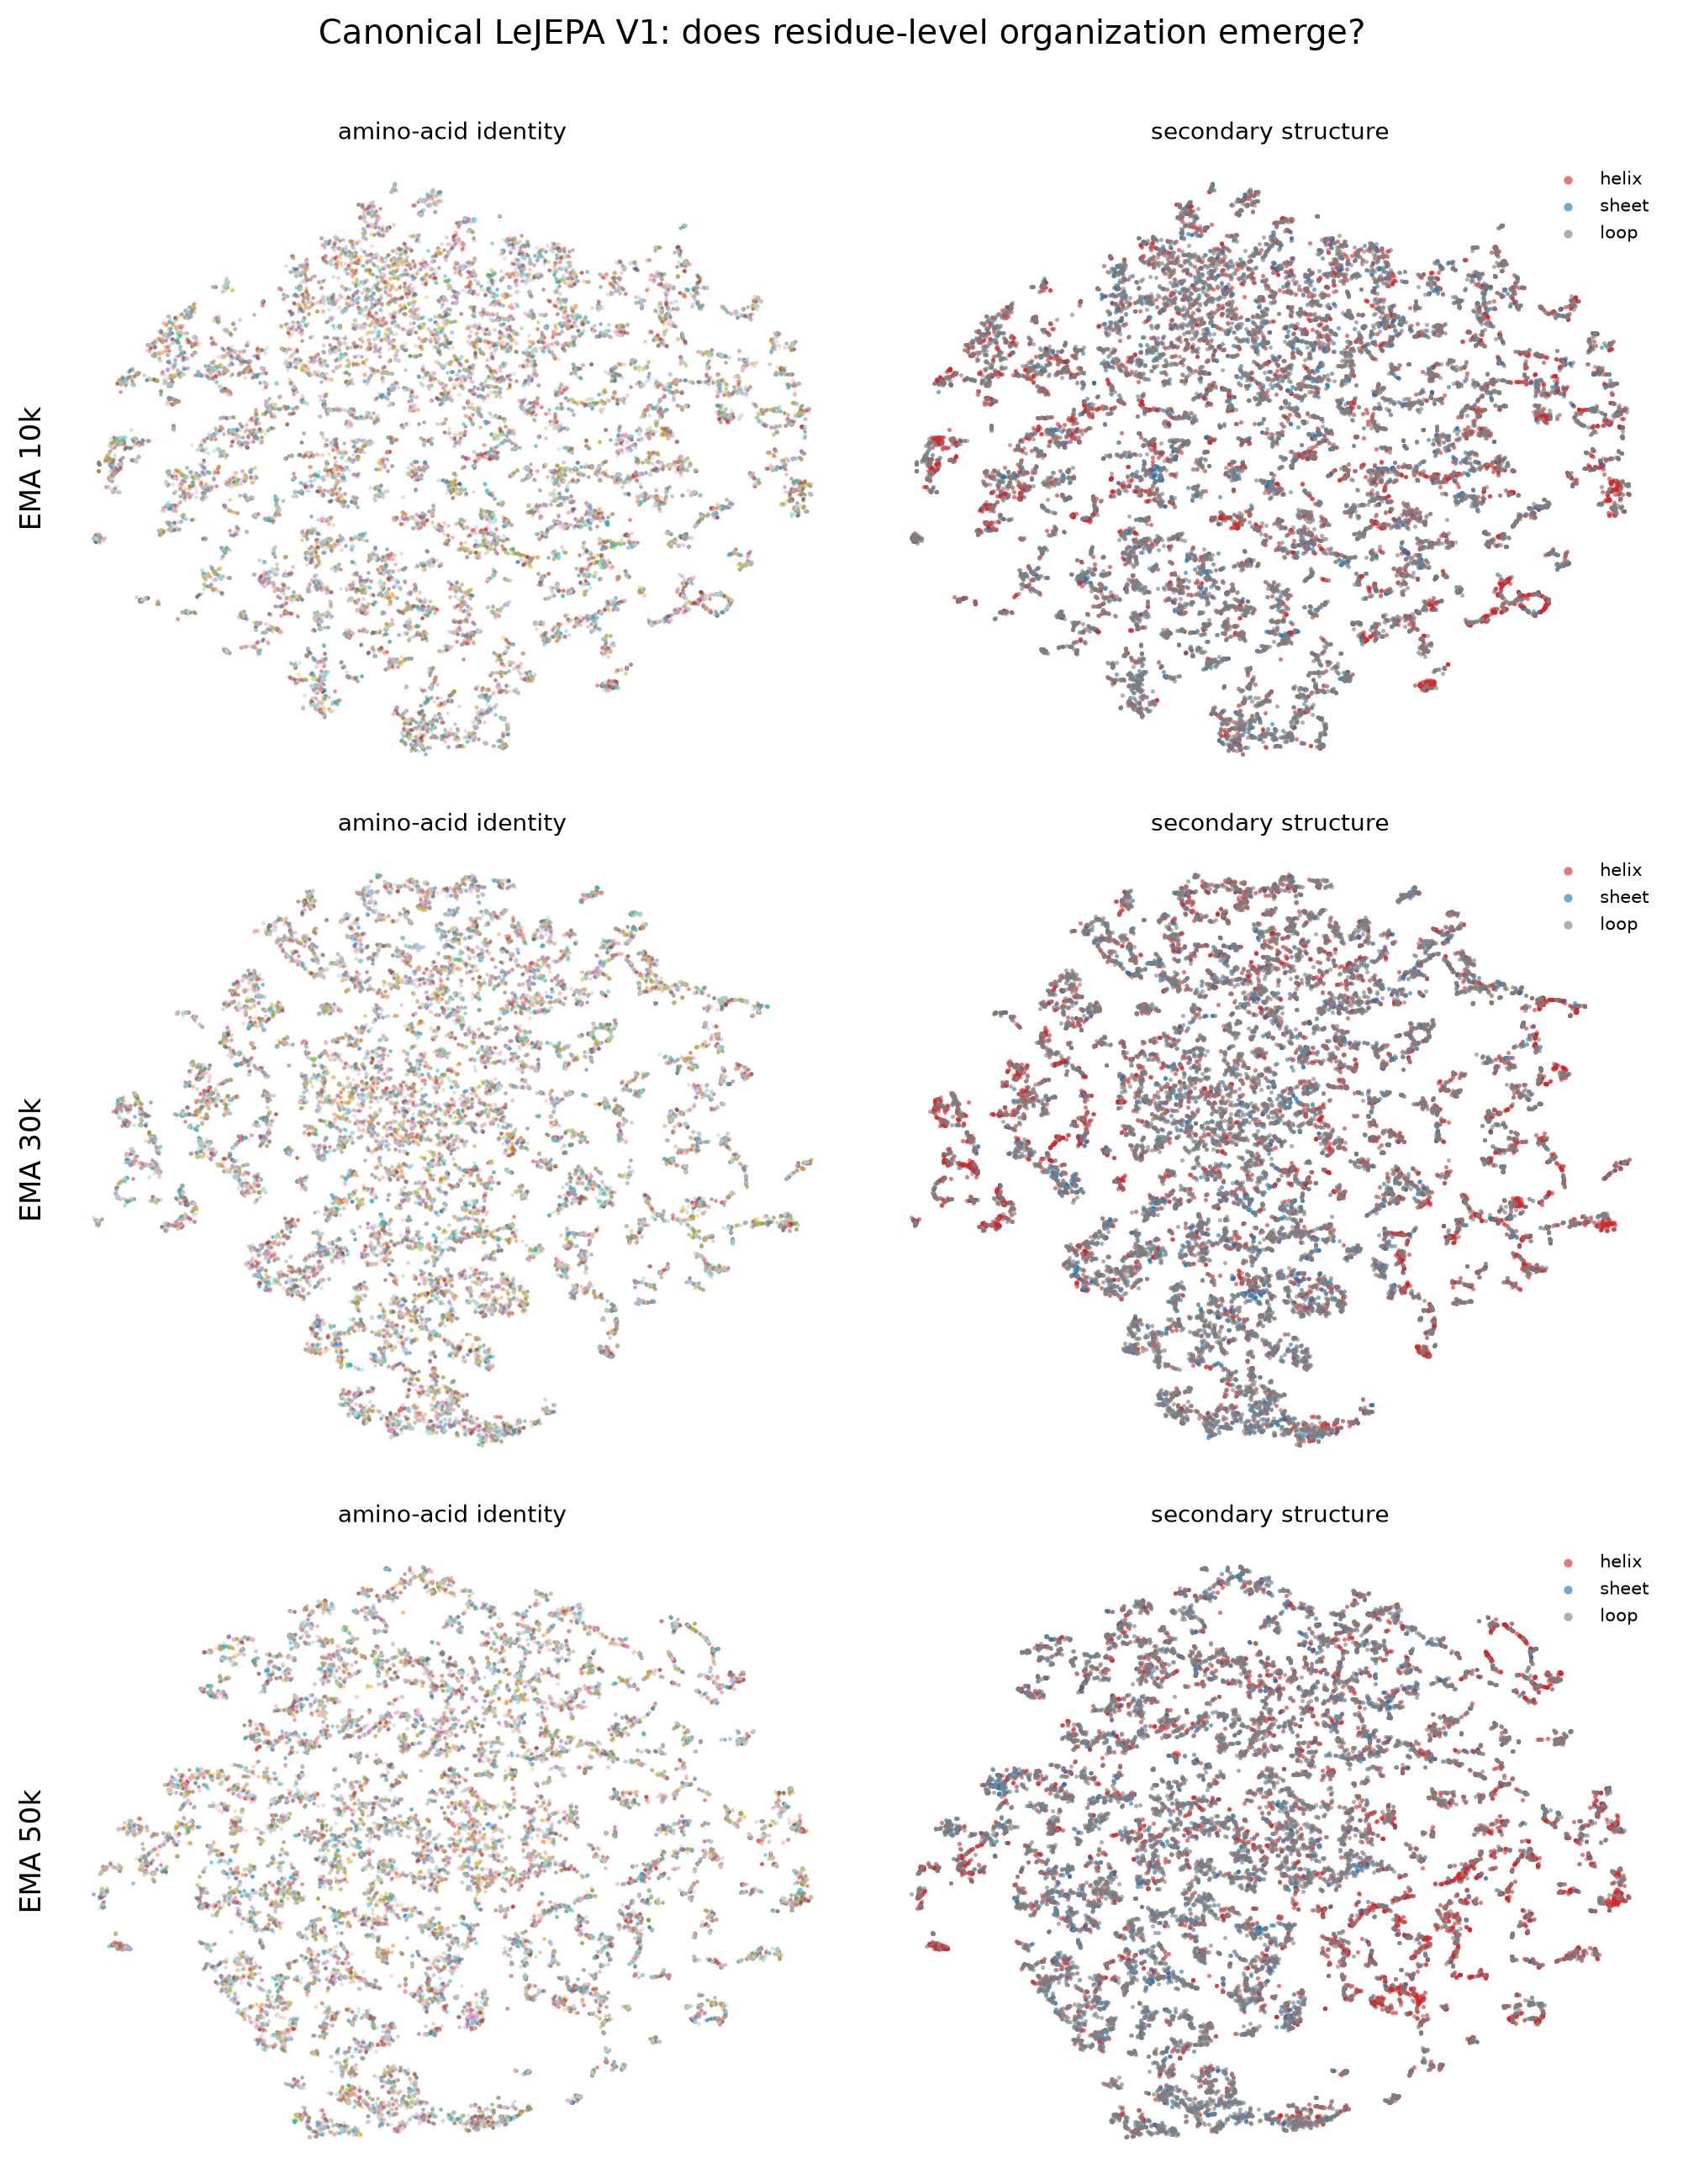 Canonical LeJEPA V1: does residue-level organization emerge?
amino-acid identity
secondary structure
helix
sheet
loop
EMA 10k
amino-acid identity
secondary structure
helix
sheet
loop
EMA 30k
amino-acid identity
secondary structure
helix
sheet
loop
EMA 50k